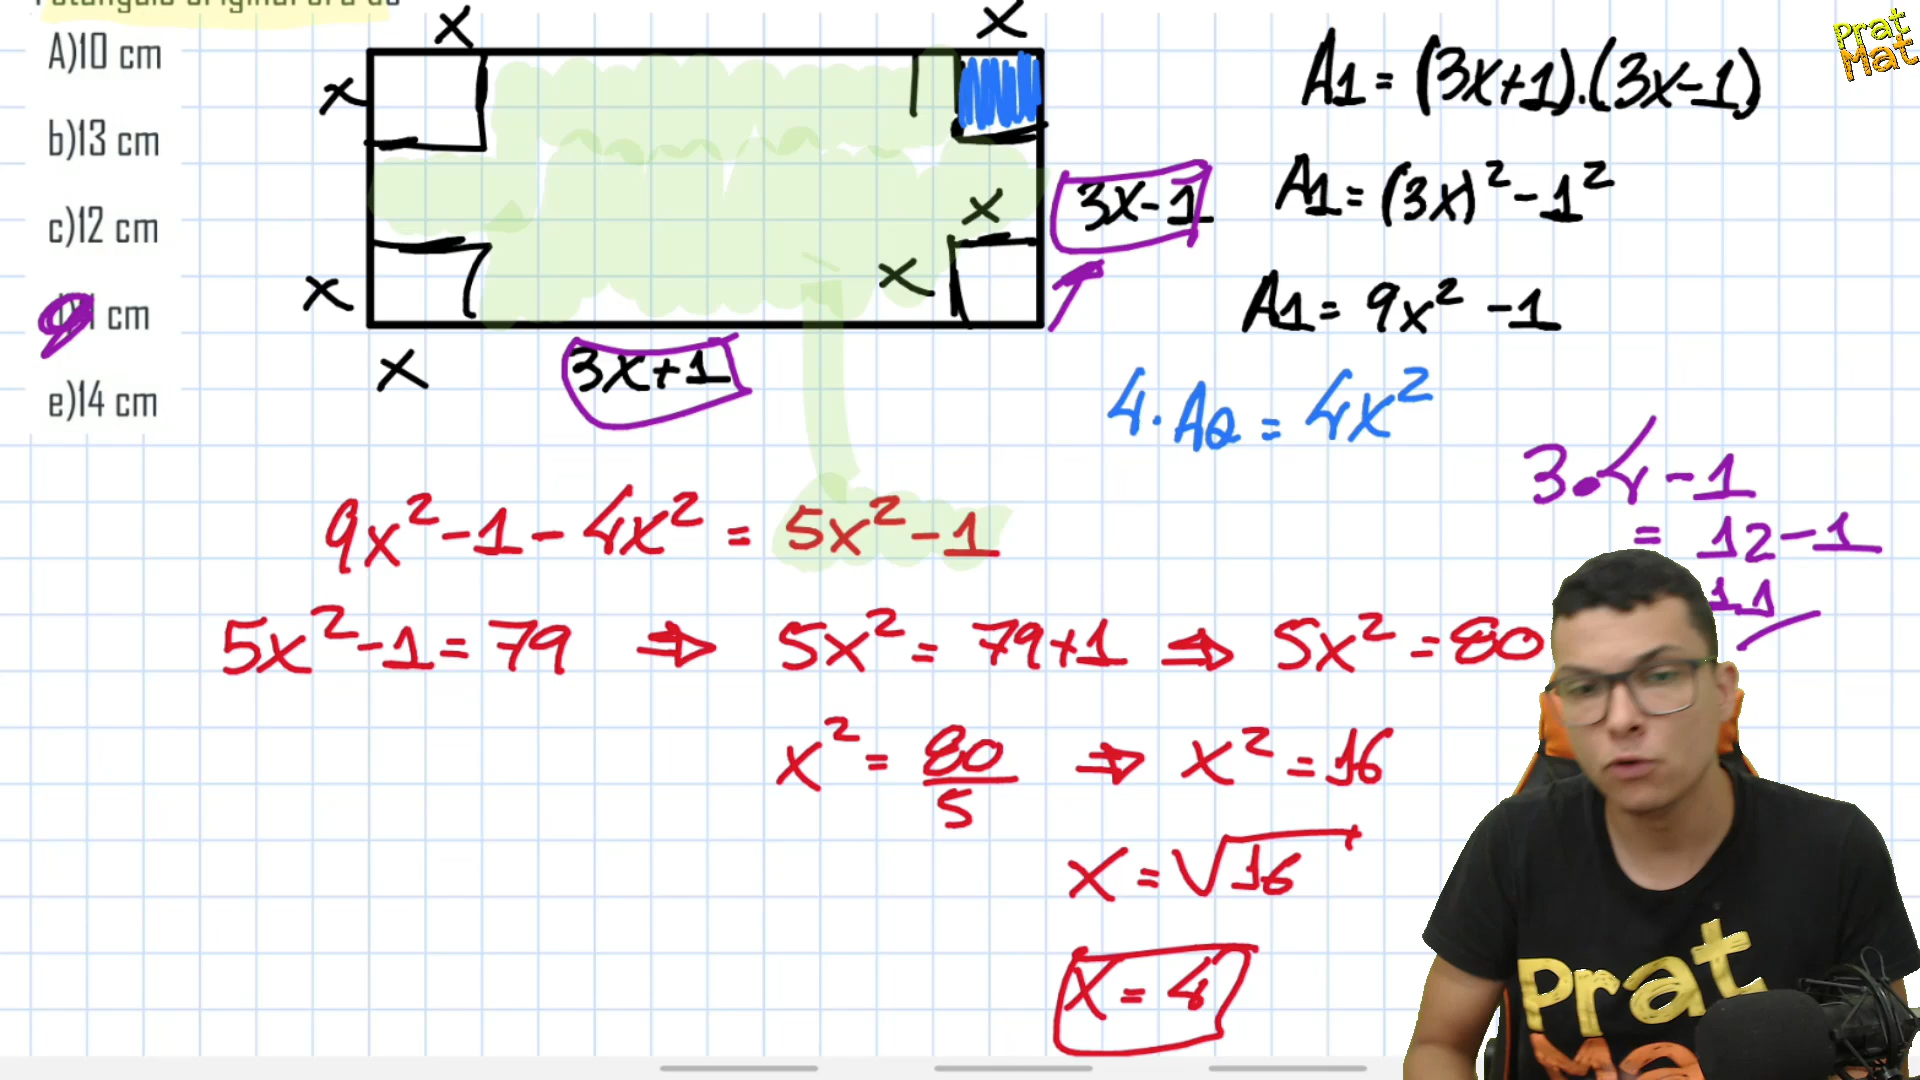 A)10 cm
b)13 cm
c)12 cm
cm
e)14 cm
x
x
x
x
x
x
x
3x-1
3x+1
A1 = (3x+1).(3x-1)
A1 = (3x)² - 1²
A1 = 9x² - 1
4.AQ = 4x²
3.4-1
= 12-1
11
9x² - 1 - 4x² = 5x² - 1
5x² - 1 = 79 ⇒ 5x² = 79+1 ⇒ 5x² = 80
x² = 80/5 ⇒ x² = 16
x = √16
x = 4
Prat
Mat
Prat
Ma